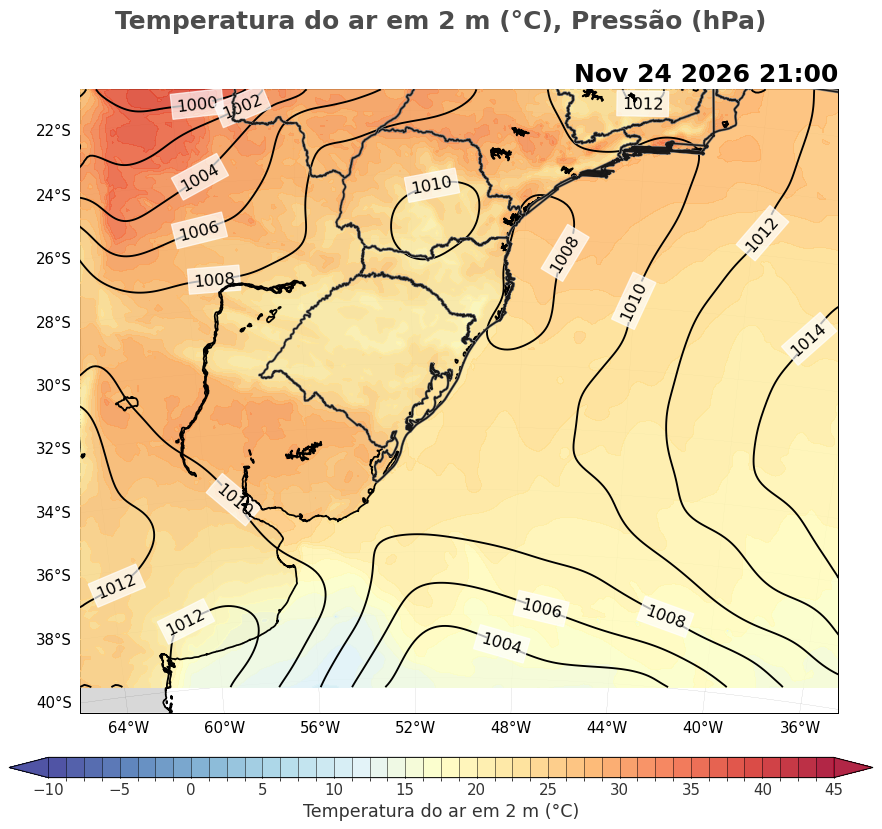 Temperatura do ar em 2 m (°C), Pressão (hPa)
Nov 24 2026 21:00
1000
1002
1012
22°S
1004
1010
24°S
1006
1008
1012
26°S
1008
1010
28°S
1014
30°S
32°S
1010
34°S
36°S
1012
1006
1008
1012
1004
38°S
40°S
64°W 60°W 56°W 52°W 48°W 44°W 40°W 36°W
−10 −5 0 5 10 15 20 25 30 35 40 45
Temperatura do ar em 2 m (°C)